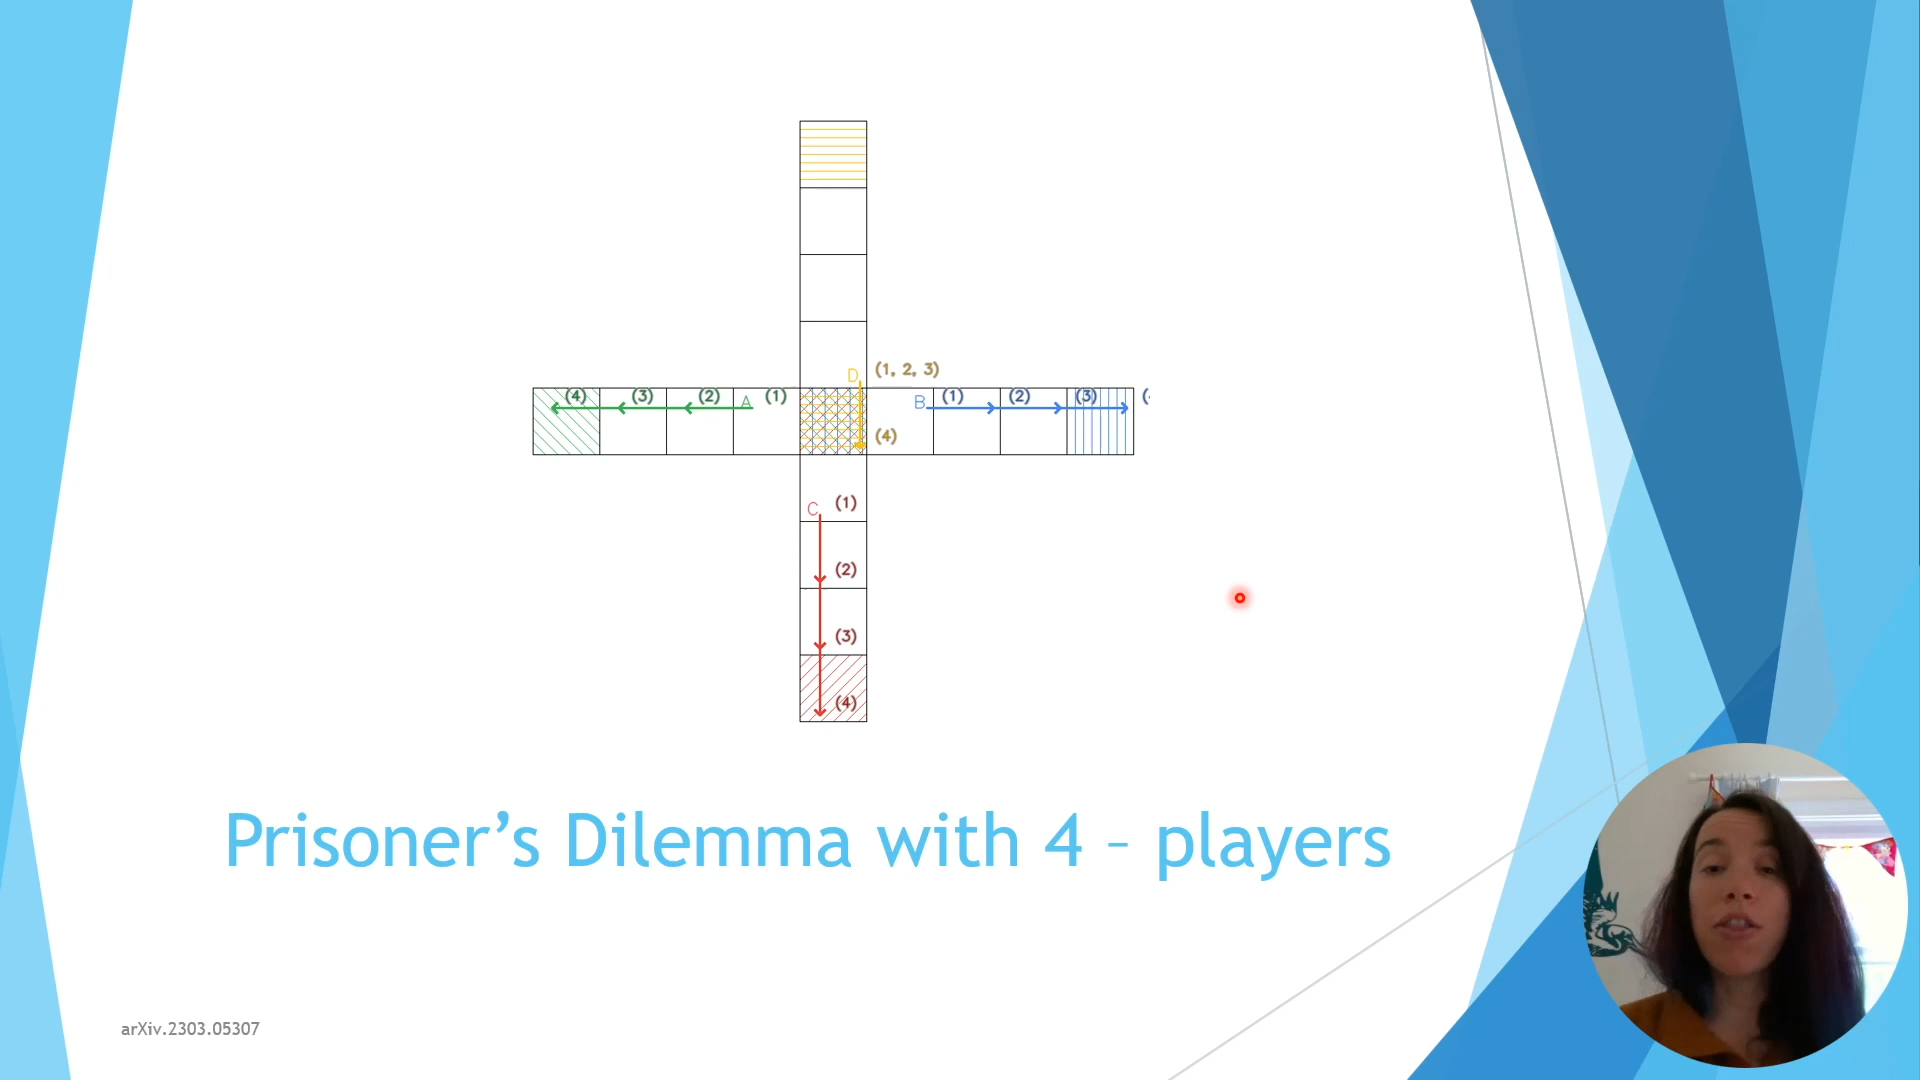 D (1, 2, 3)
(4) (3) (2) A (1) B (1) (2) (3)
(4)
C (1)
(2)
(3)
(4)
Prisoner’s Dilemma with 4 – players
arXiv.2303.05307